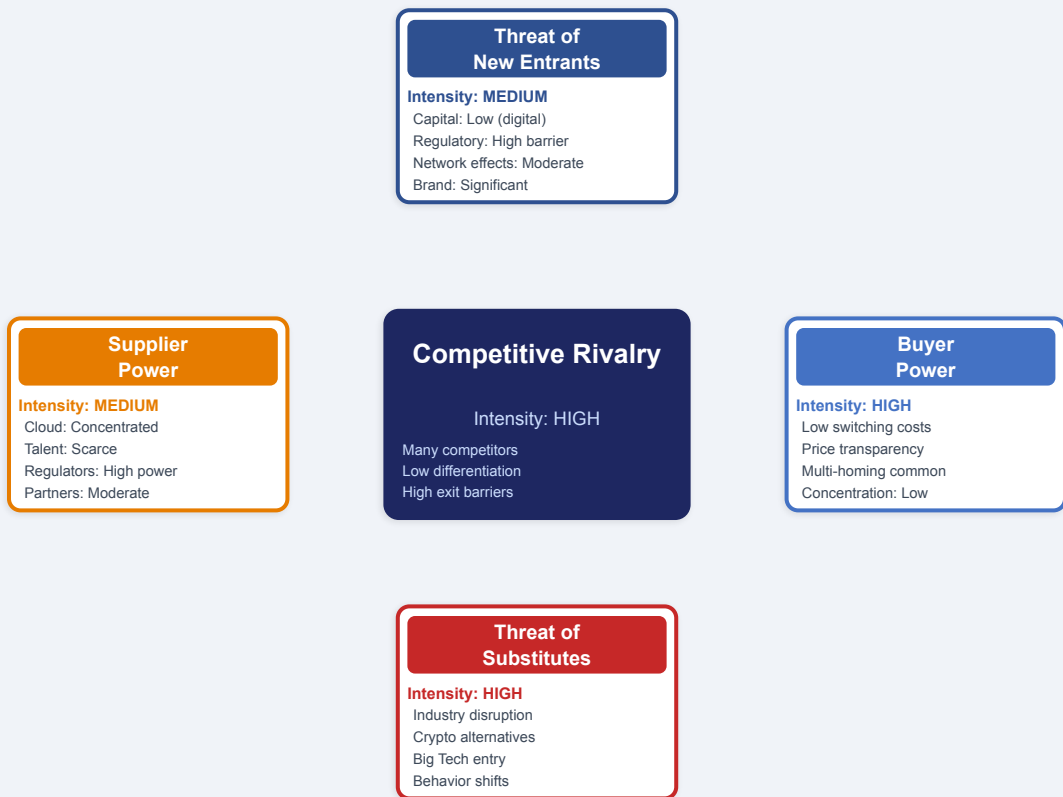 Threat of
New Entrants
Intensity: MEDIUM
Capital: Low (digital)
Regulatory: High barrier
Network effects: Moderate
Brand: Significant
Supplier
Power
Intensity: MEDIUM
Cloud: Concentrated
Talent: Scarce
Regulators: High power
Partners: Moderate
Competitive Rivalry
Intensity: HIGH
Many competitors
Low differentiation
High exit barriers
Buyer
Power
Intensity: HIGH
Low switching costs
Price transparency
Multi-homing common
Concentration: Low
Threat of
Substitutes
Intensity: HIGH
Industry disruption
Crypto alternatives
Big Tech entry
Behavior shifts